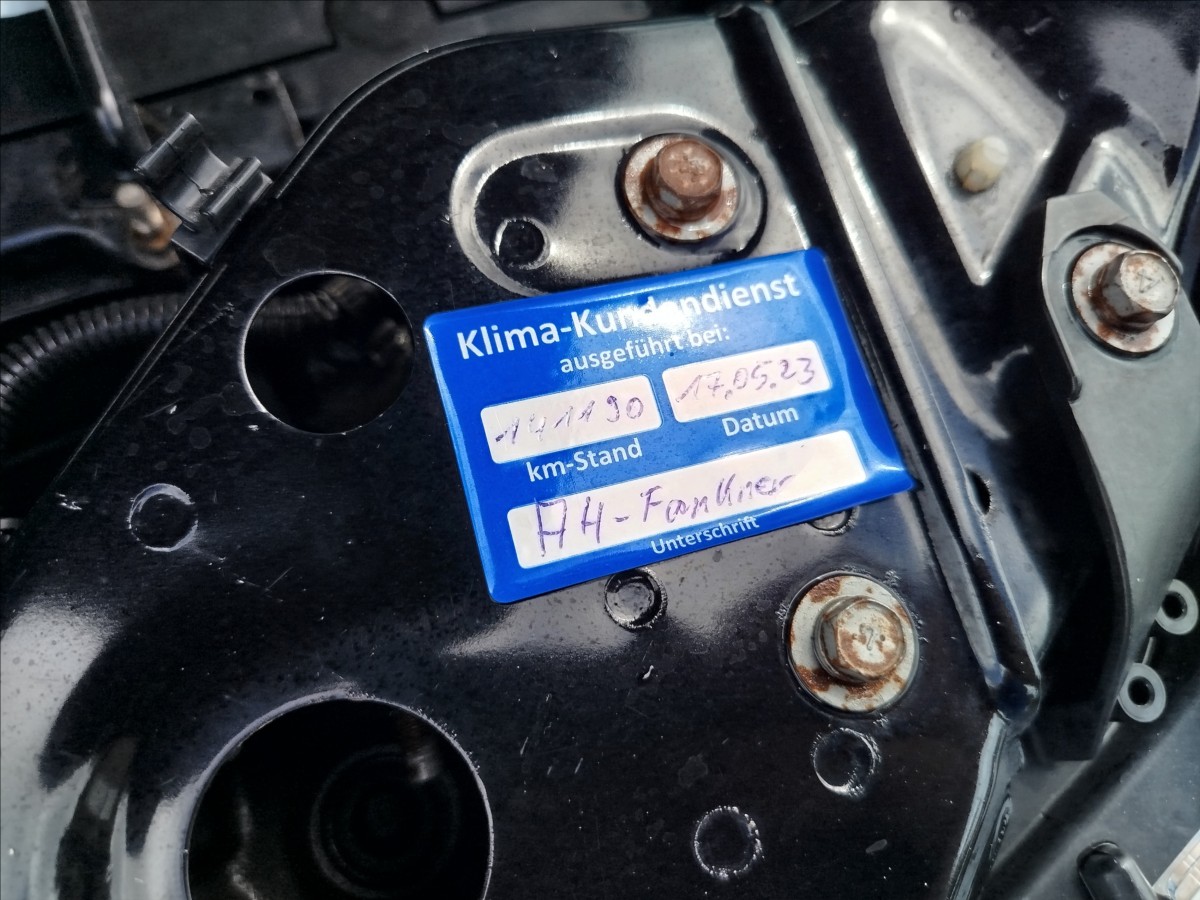 Klima-Kundendienst
ausgeführt bei:
141190 17.05.23
km-Stand Datum
AH-Faulkner
Unterschrift